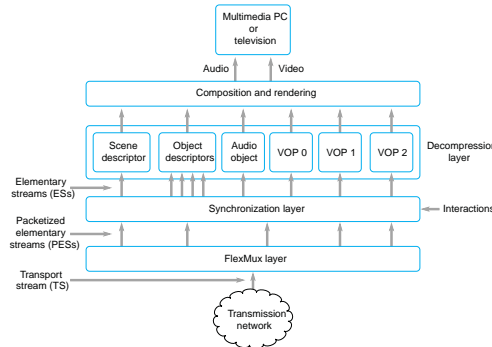 Multimedia PC
or
television
Audio
Video
Composition and rendering
Scene
descriptor
Object
descriptors
Audio
object
VOP 0
VOP 1
VOP 2
Decompression
layer
Elementary
streams (ESs)
Synchronization layer
Interactions
Packetized
elementary
streams (PESs)
FlexMux layer
Transport
stream (TS)
Transmission
network